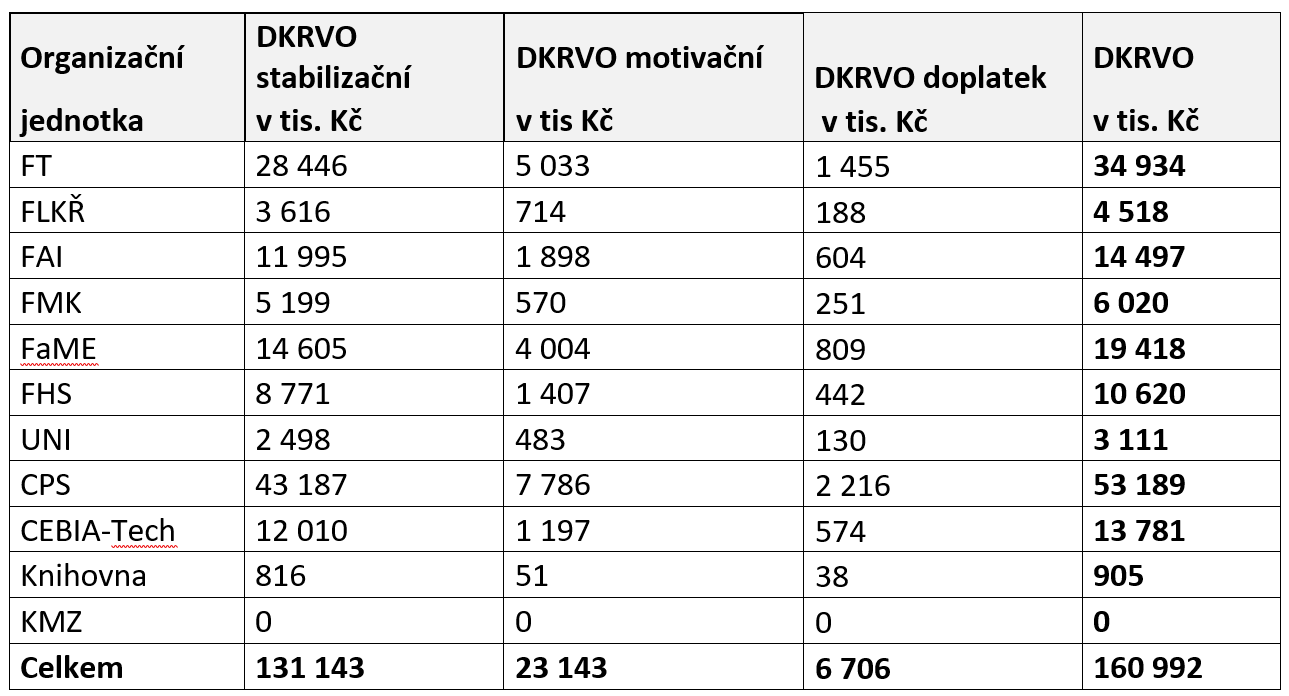 Organizační jednotka | DKRVO stabilizační v tis. Kč | DKRVO motivační v tis Kč | DKRVO doplatek v tis. Kč | DKRVO v tis. Kč
FT | 28 446 | 5 033 | 1 455 | 34 934
FLKŘ | 3 616 | 714 | 188 | 4 518
FAI | 11 995 | 1 898 | 604 | 14 497
FMK | 5 199 | 570 | 251 | 6 020
FaME | 14 605 | 4 004 | 809 | 19 418
FHS | 8 771 | 1 407 | 442 | 10 620
UNI | 2 498 | 483 | 130 | 3 111
CPS | 43 187 | 7 786 | 2 216 | 53 189
CEBIA-Tech | 12 010 | 1 197 | 574 | 13 781
Knihovna | 816 | 51 | 38 | 905
KMZ | 0 | 0 | 0 | 0
Celkem | 131 143 | 23 143 | 6 706 | 160 992